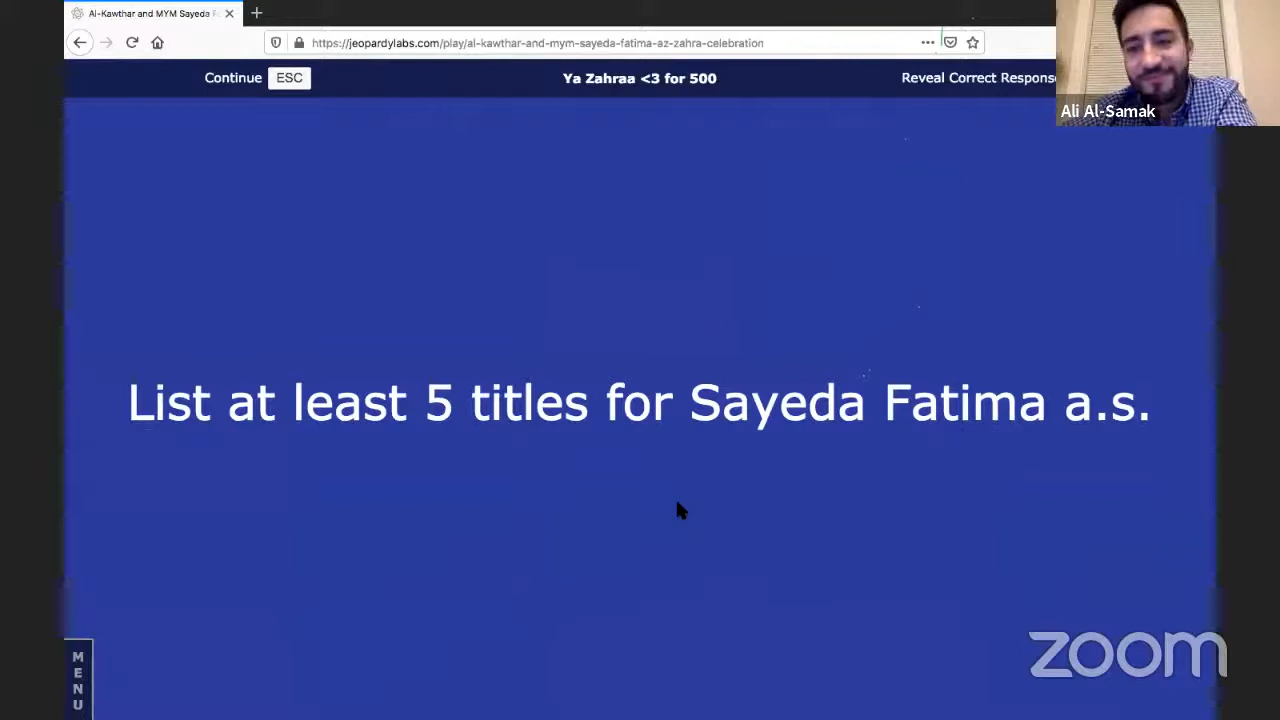 Al-Kawthar and MYM Sayeda F
https://jeopardylabs.com/play/al-kawthar-and-mym-sayeda-fatima-az-zahra-celebration
Continue ESC
Ya Zahraa <3 for 500
Reveal Correct Respons
Ali Al-Samak
List at least 5 titles for Sayeda Fatima a.s.
MENU
zoom